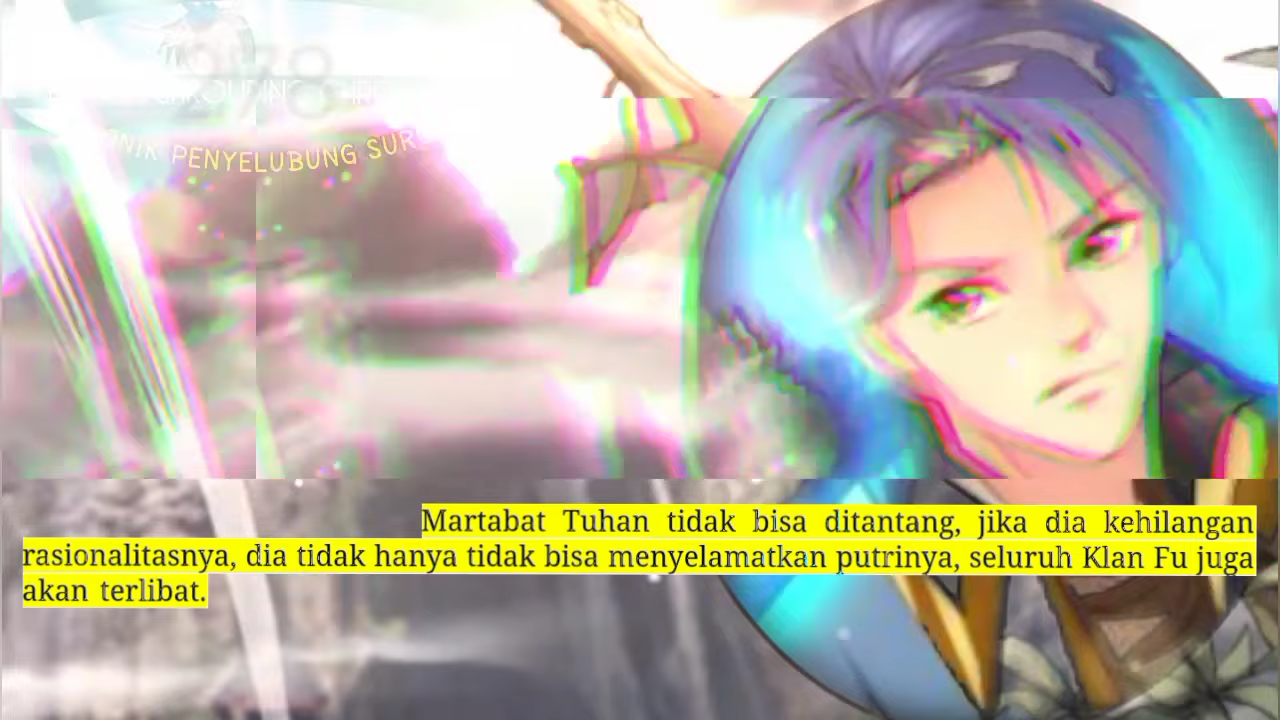 PENYELUBUNG
Martabat Tuhan tidak bisa ditantang, jika dia kehilangan
rasionalitasnya, dia tidak hanya tidak bisa menyelamatkan putrinya, seluruh Klan Fu juga
akan terlibat.